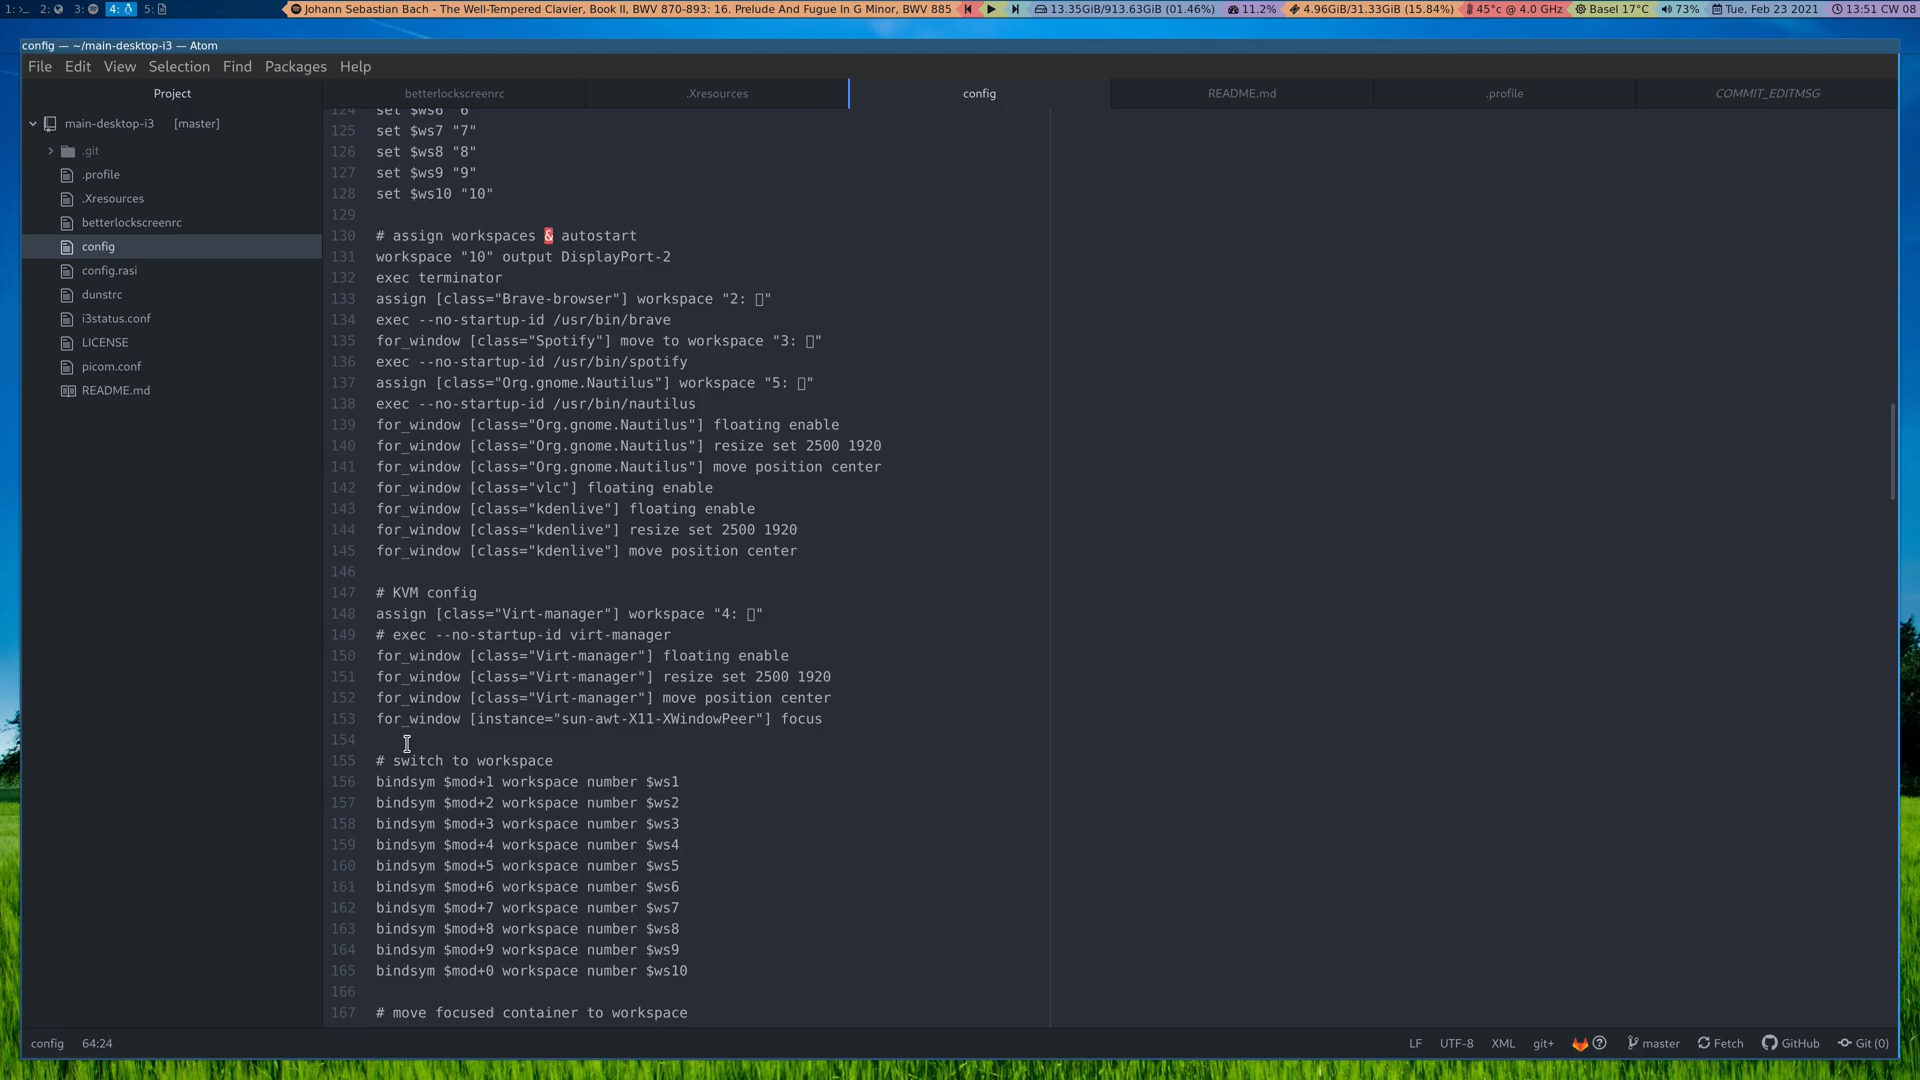 1: 2: 3: 4: 5:
Johann Sebastian Bach - The Well-Tempered Clavier, Book II, BWV 870-893: 16. Prelude And Fugue In G Minor, BWV 885
13.35GiB/913.63GiB (01.46%) 11.2% 4.96GiB/31.33GiB (15.84%) 45°c @ 4.0 GHz Basel 17°C 73% Tue, Feb 23 2021 13:51 CW 08
config — ~/main-desktop-i3 — Atom
File Edit View Selection Find Packages Help
Project
betterlockscreenrc .Xresources config README.md .profile COMMIT_EDITMSG
main-desktop-i3 [master]
.git
.profile
.Xresources
betterlockscreenrc
config
config.rasi
dunstrc
i3status.conf
LICENSE
picom.conf
README.md
124 set $ws6 "6"
125 set $ws7 "7"
126 set $ws8 "8"
127 set $ws9 "9"
128 set $ws10 "10"
129
130 # assign workspaces & autostart
131 workspace "10" output DisplayPort-2
132 exec terminator
133 assign [class="Brave-browser"] workspace "2: "
134 exec --no-startup-id /usr/bin/brave
135 for_window [class="Spotify"] move to workspace "3: "
136 exec --no-startup-id /usr/bin/spotify
137 assign [class="Org.gnome.Nautilus"] workspace "5: "
138 exec --no-startup-id /usr/bin/nautilus
139 for_window [class="Org.gnome.Nautilus"] floating enable
140 for_window [class="Org.gnome.Nautilus"] resize set 2500 1920
141 for_window [class="Org.gnome.Nautilus"] move position center
142 for_window [class="vlc"] floating enable
143 for_window [class="kdenlive"] floating enable
144 for_window [class="kdenlive"] resize set 2500 1920
145 for_window [class="kdenlive"] move position center
146
147 # KVM config
148 assign [class="Virt-manager"] workspace "4: "
149 # exec --no-startup-id virt-manager
150 for_window [class="Virt-manager"] floating enable
151 for_window [class="Virt-manager"] resize set 2500 1920
152 for_window [class="Virt-manager"] move position center
153 for_window [instance="sun-awt-X11-XWindowPeer"] focus
154
155 # switch to workspace
156 bindsym $mod+1 workspace number $ws1
157 bindsym $mod+2 workspace number $ws2
158 bindsym $mod+3 workspace number $ws3
159 bindsym $mod+4 workspace number $ws4
160 bindsym $mod+5 workspace number $ws5
161 bindsym $mod+6 workspace number $ws6
162 bindsym $mod+7 workspace number $ws7
163 bindsym $mod+8 workspace number $ws8
164 bindsym $mod+9 workspace number $ws9
165 bindsym $mod+0 workspace number $ws10
166
167 # move focused container to workspace
config 64:24 LF UTF-8 XML git+ master Fetch GitHub Git (0)